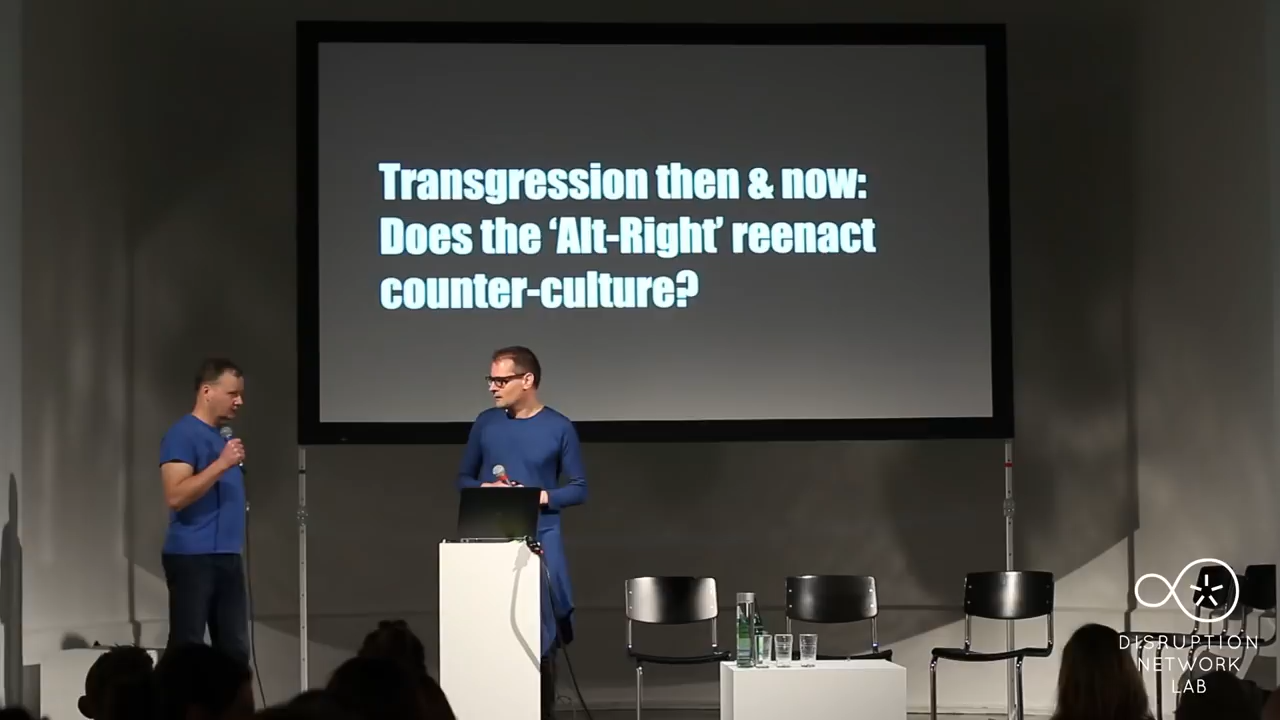 Transgression then & now:
Does the ‘Alt-Right’ reenact
counter-culture?
DISRUPTION
NETWORK
LAB